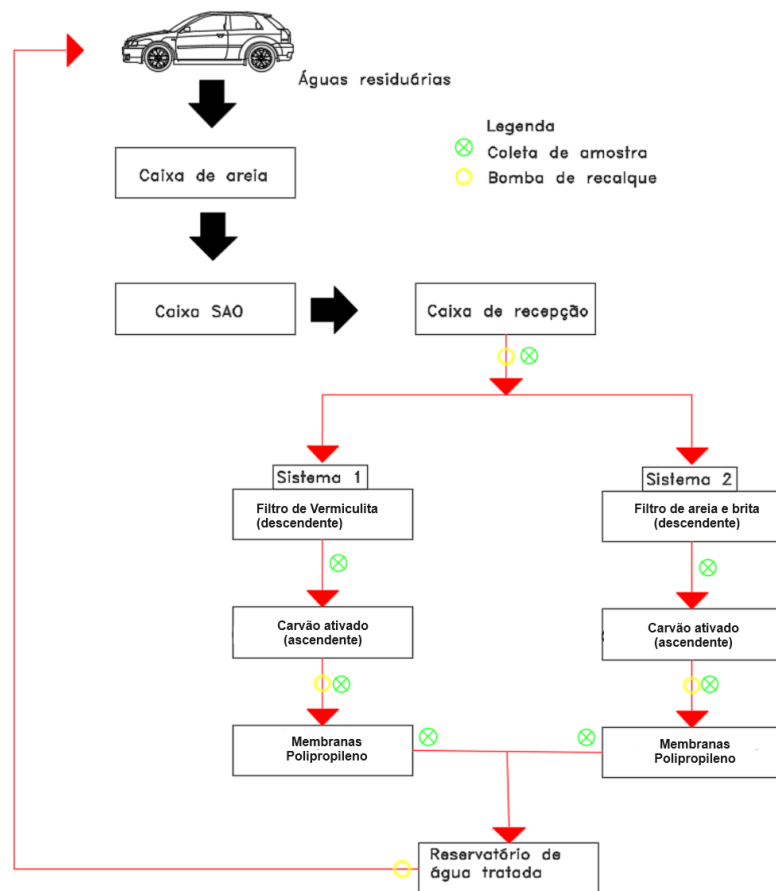 Águas residuárias
Legenda
Coleta de amostra
Bomba de recalque
Caixa de areia
Caixa SAO
Caixa de recepção
Sistema 1
Filtro de Vermiculita
(descendente)
Carvão ativado
(ascendente)
Membranas
Polipropileno
Sistema 2
Filtro de areia e brita
(descendente)
Carvão ativado
(ascendente)
Membranas
Polipropileno
Reservatório de
água tratada